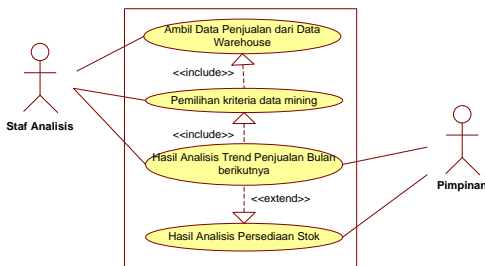 Ambil Data Penjualan dari Data
Warehouse
<<include>>
Pemilihan kriteria data mining
Staf Analisis
<<include>>
Hasil Analisis Trend Penjualan Bulan
berikutnya
Pimpinan
<<extend>>
Hasil Analisis Persediaan Stok